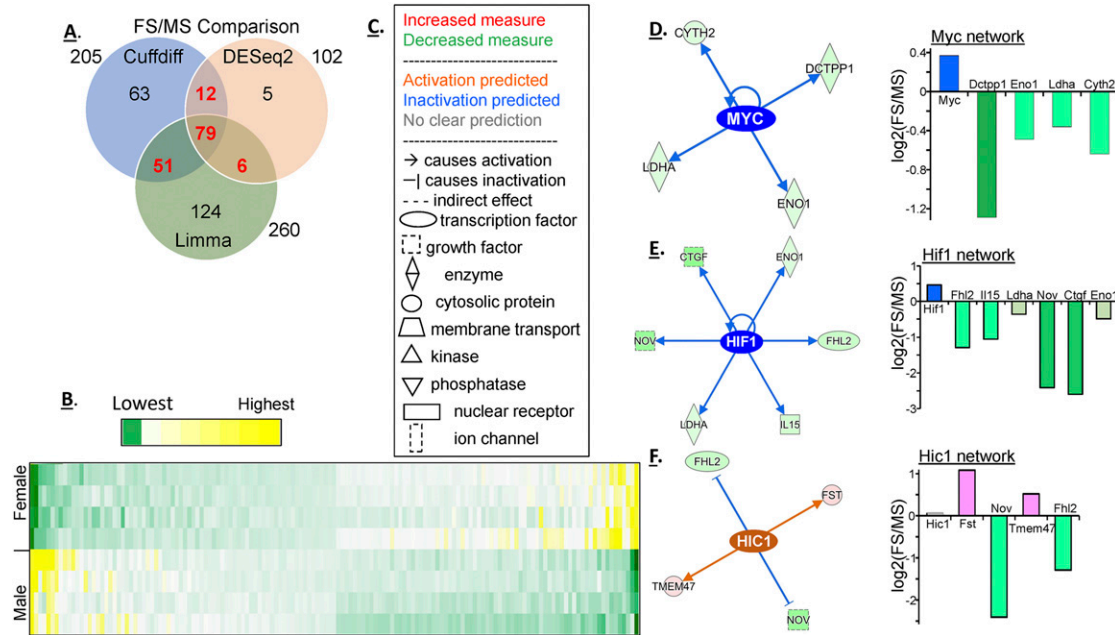 A.
FS/MS Comparison
205
Cuffdiff
DESeq2
102
63
12
5
79
51
6
124
Limma
260
B.
Lowest
Highest
Female
Male
C.
Increased measure
Decreased measure
Activation predicted
Inactivation predicted
No clear prediction
causes activation
causes inactivation
indirect effect
transcription factor
growth factor
enzyme
cytosolic protein
membrane transport
kinase
phosphatase
nuclear receptor
ion channel
D.
CYTH2
DCTPP1
MYC
LDHA
ENO1
Myc network
log2(FS/MS)
0.4
0
-0.4
-0.8
-1.2
Myc
Dctpp1
Eno1
Ldha
Cyth2
E.
CTGF
ENO1
NOV
HIF1
FHL2
LDHA
IL15
Hif1 network
log2(FS/MS)
1
0
-1
-2
-3
Hif1
Fhl2
Il15
Ldha
Nov
Ctgf
Eno1
F.
FHL2
FST
HIC1
TMEM47
NOV
Hic1 network
log2(FS/MS)
1
0
-1
-2
Hic1
Fst
Nov
Tmem47
Fhl2